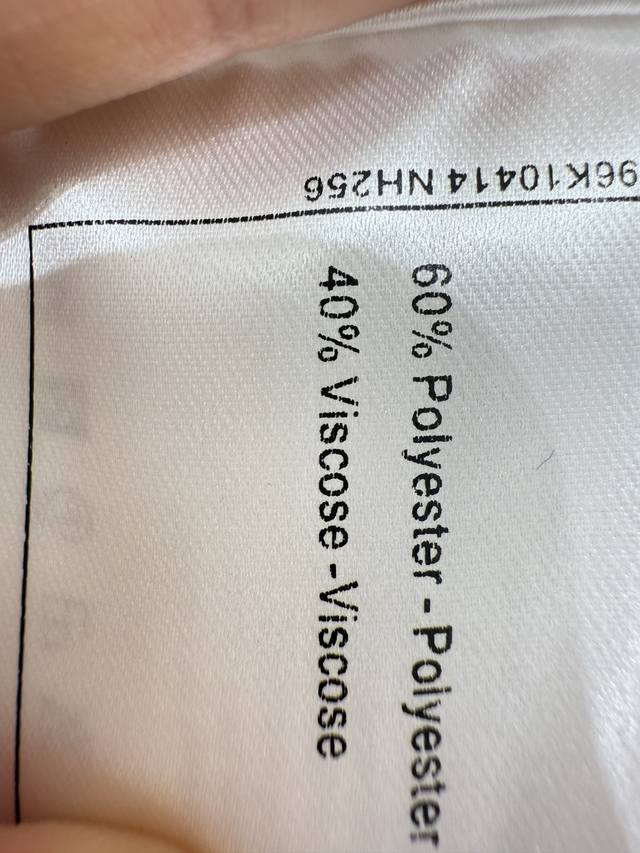 96K10414 NH256
60% Polyester - Polyester
40% Viscose -Viscose